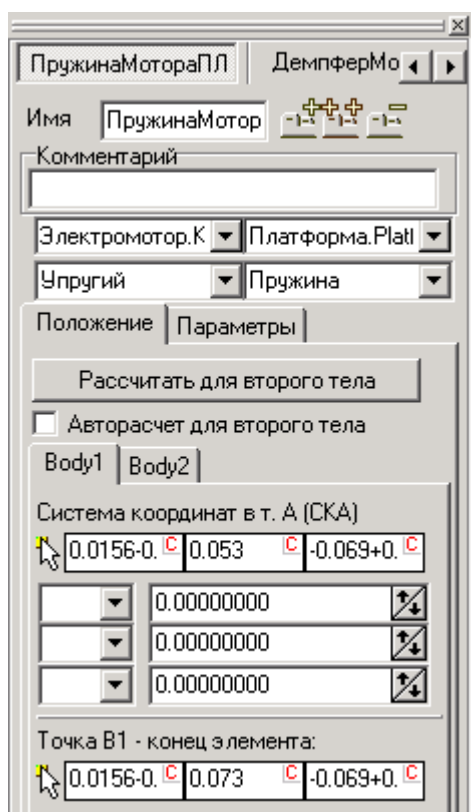 ПружинаМотораПЛ ДемпферМо
Имя ПружинаМотор
Комментарий
Электромотор.К Платформа.Platl
Упругий Пружина
Положение Параметры
Рассчитать для второго тела
Авторасчет для второго тела
Body1 Body2
Система координат в т. А (СКА)
0.0156-0. C 0.053 C -0.069+0. C
0.00000000
0.00000000
0.00000000
Точка В1 - конец элемента:
0.0156-0. C 0.073 C -0.069+0. C